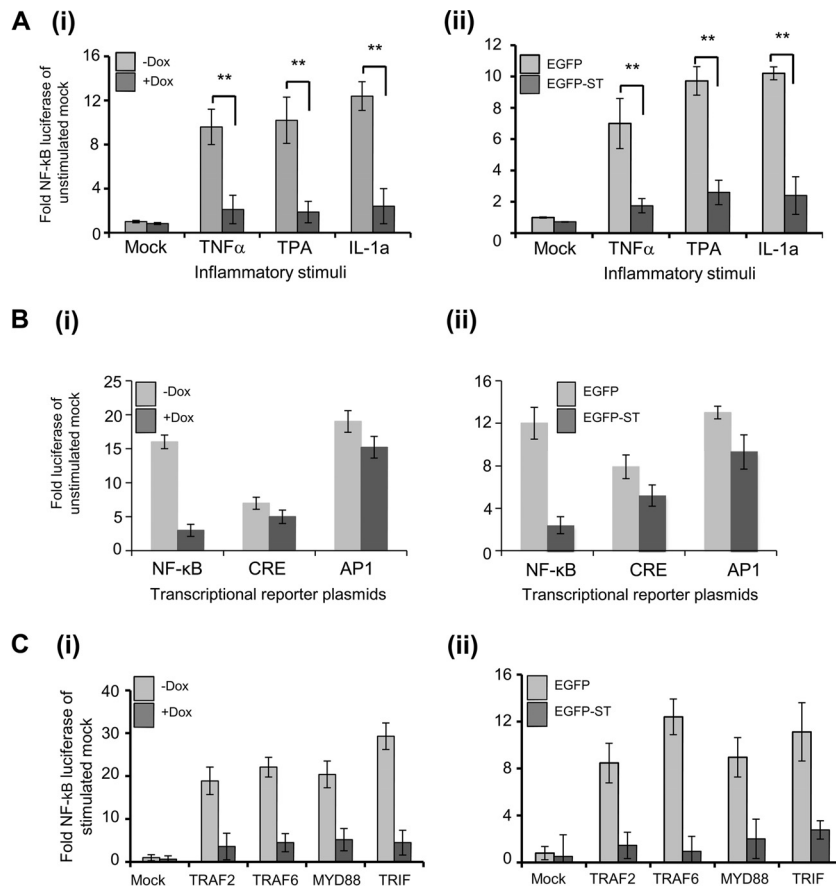 A (i)
Fold NF-kB luciferase of
unstimulated mock
16
12
8
4
0
-Dox
+Dox
**
**
**
Mock TNFα TPA IL-1a
Inflammatory stimuli
(ii)
12
10
8
6
4
2
0
EGFP
EGFP-ST
**
**
**
Mock TNFα TPA IL-1a
Inflammatory stimuli
B (i)
Fold luciferase of
unstimulated mock
25
20
15
10
5
0
-Dox
+Dox
NF-κB CRE AP1
Transcriptional reporter plasmids
(ii)
16
12
8
4
0
EGFP
EGFP-ST
NF-κB CRE AP1
Transcriptional reporter plasmids
C (i)
Fold NF-kB luciferase of
stimulated mock
40
30
20
10
0
-Dox
+Dox
Mock TRAF2 TRAF6 MYD88 TRIF
(ii)
16
12
8
4
0
EGFP
EGFP-ST
Mock TRAF2 TRAF6 MYD88 TRIF